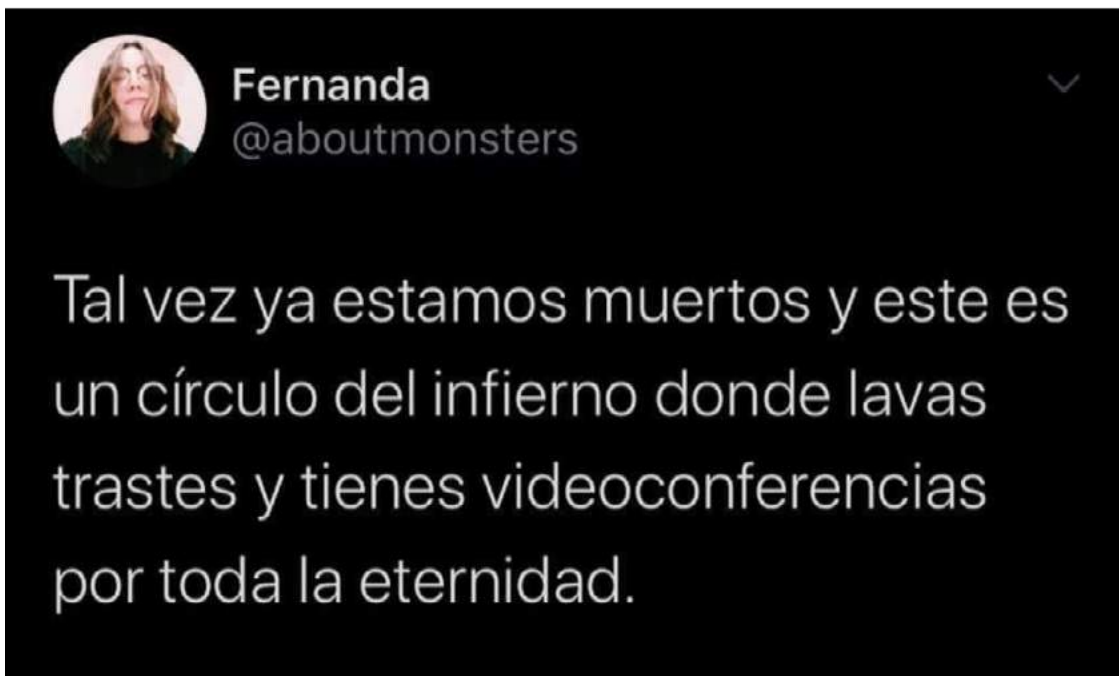 Fernanda
@aboutmonsters
Tal vez ya estamos muertos y este es
un círculo del infierno donde lavas
trastes y tienes videoconferencias
por toda la eternidad.